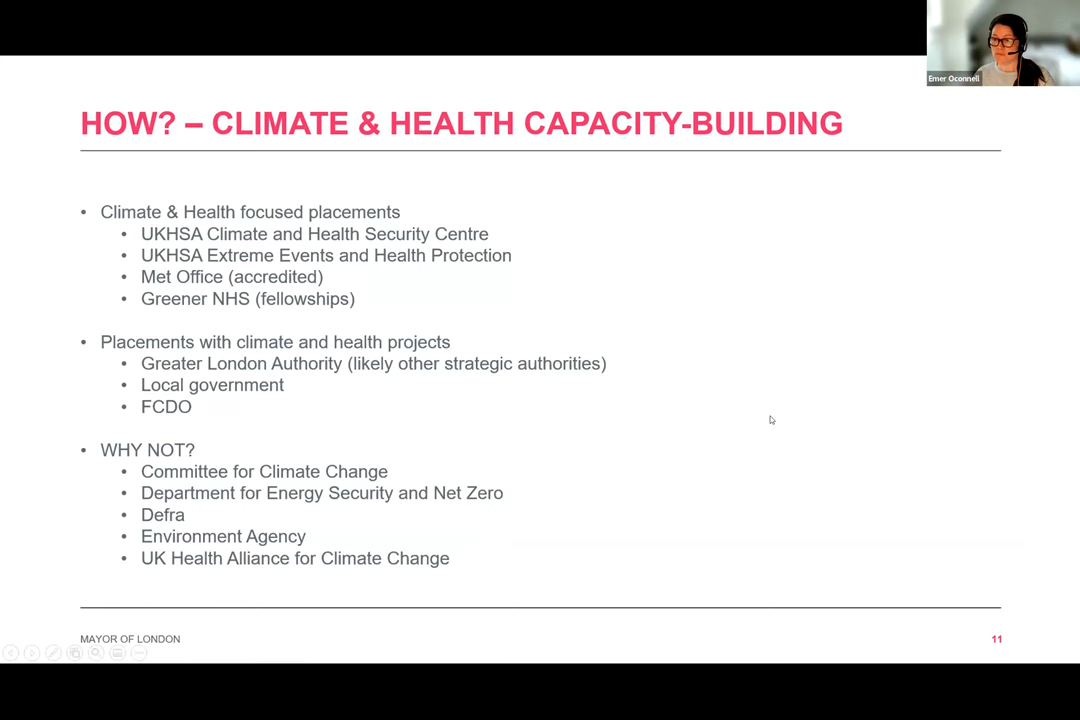 Emer Oconnell
HOW? – CLIMATE & HEALTH CAPACITY-BUILDING
• Climate & Health focused placements
• UKHSA Climate and Health Security Centre
• UKHSA Extreme Events and Health Protection
• Met Office (accredited)
• Greener NHS (fellowships)
• Placements with climate and health projects
• Greater London Authority (likely other strategic authorities)
• Local government
• FCDO
• WHY NOT?
• Committee for Climate Change
• Department for Energy Security and Net Zero
• Defra
• Environment Agency
• UK Health Alliance for Climate Change
MAYOR OF LONDON
11